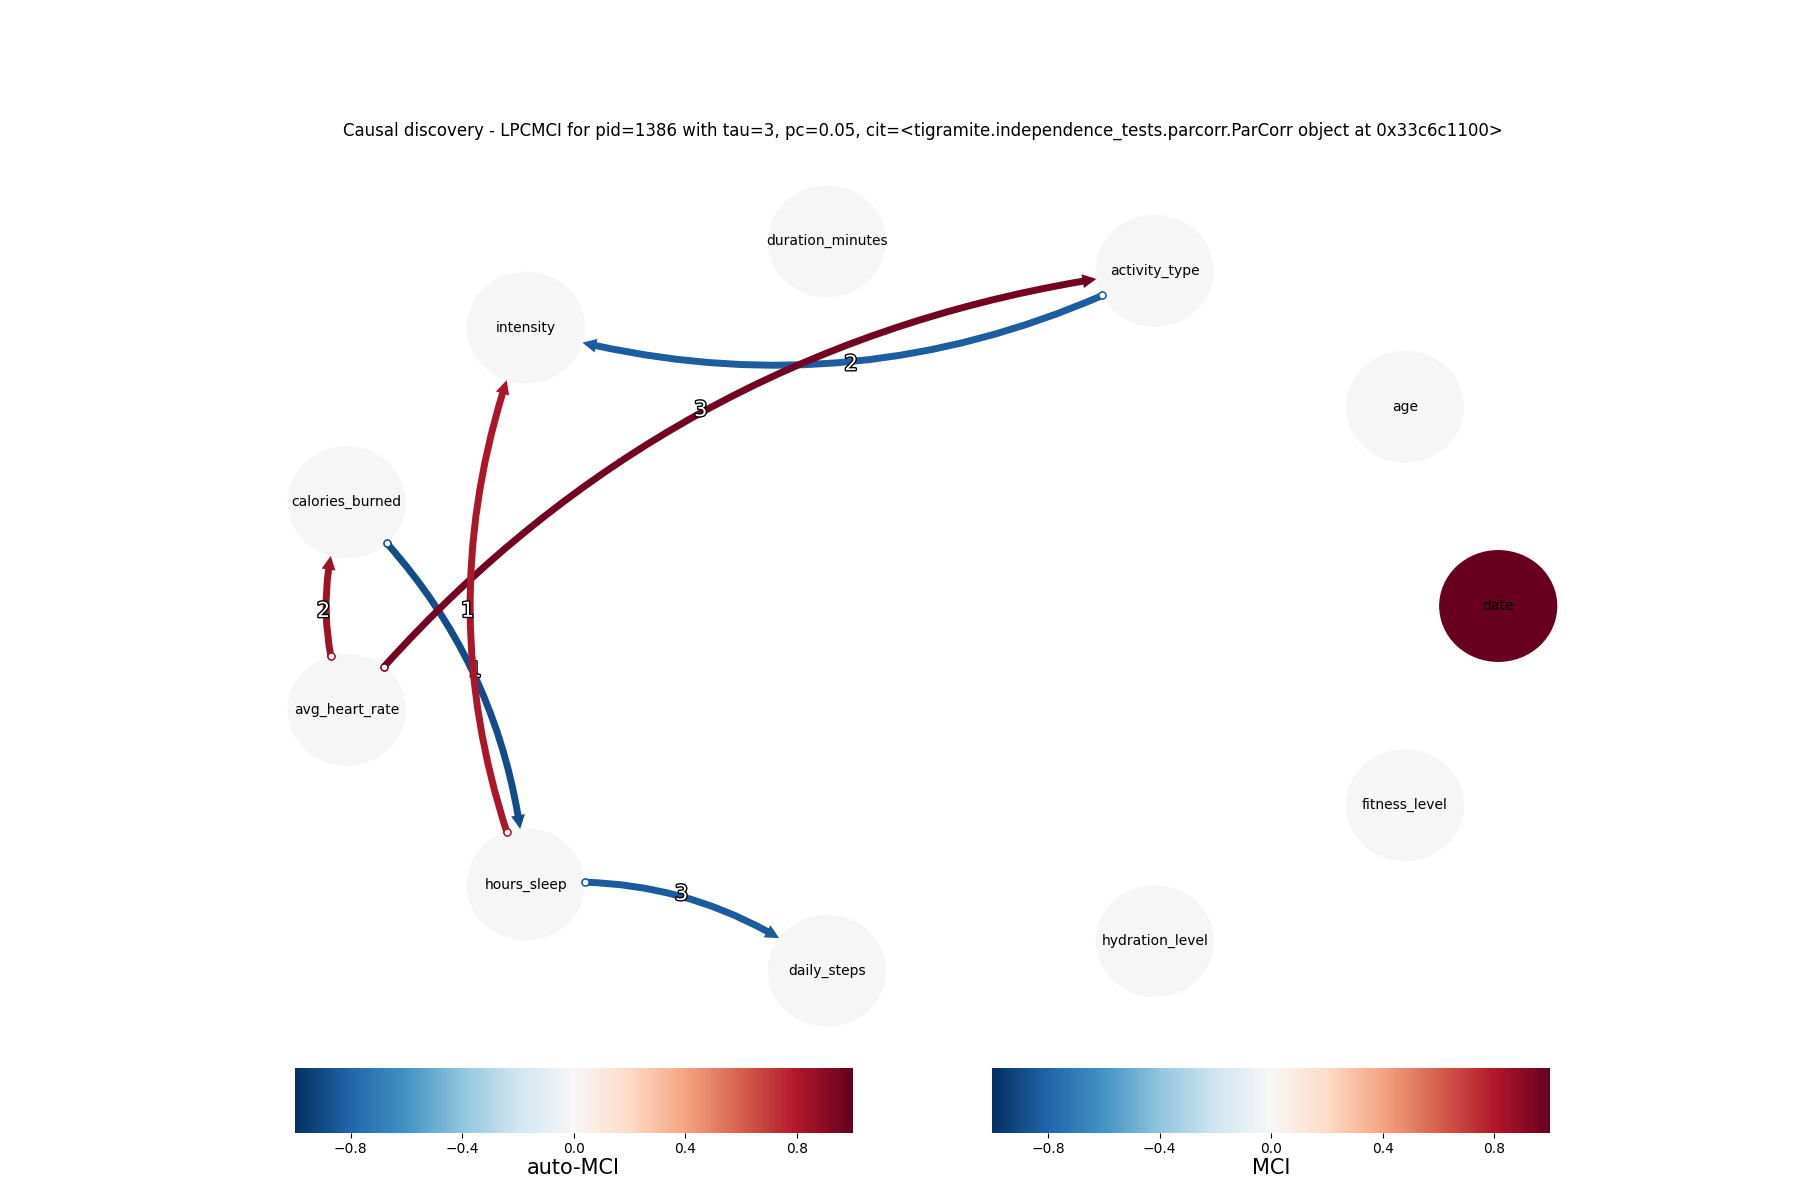 Causal discovery - LPCMCI for pid=1386 with tau=3, pc=0.05, cit=<tigramite.independence_tests.parcorr.ParCorr object at 0x33c6c1100>
duration_minutes
activity_type
intensity
2
age
3
calories_burned
date
2
1
1
avg_heart_rate
fitness_level
hours_sleep
3
hydration_level
daily_steps
−0.8 −0.4 0.0 0.4 0.8
auto-MCI
−0.8 −0.4 0.0 0.4 0.8
MCI